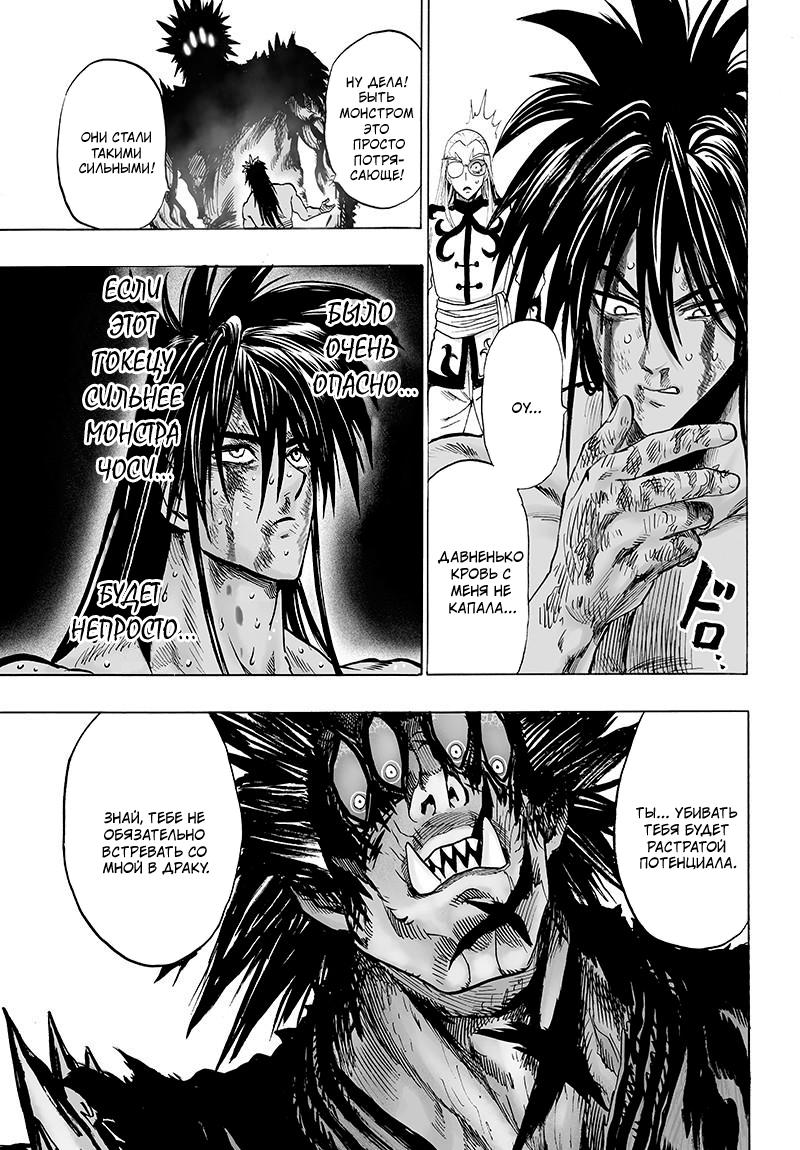 ОУ...
ДАВНЕНЬКО
КРОВЬ С
МЕНЯ НЕ
КАПАЛА...
ドロ..
НУ ДЕЛА!
БЫТЬ
МОНСТРОМ
ЭТО
ПРОСТО
ПОТРЯ-
САЮЩЕ!
ОНИ СТАЛИ
ТАКИМИ
СИЛЬНЫМИ!
БЫЛО
ОЧЕНЬ
ОПАСНО...
ЕСЛИ
ЭТОТ
ГОКЕЦУ
СИЛЬНЕЕ
МОНСТРА
ЧОСИ...
БУДЕТ
НЕПРОСТО...
ТЫ... УБИВАТЬ
ТЕБЯ БУДЕТ
РАСТРАТОЙ
ПОТЕНЦИАЛА.
ЗНАЙ, ТЕБЕ НЕ
ОБЯЗАТЕЛЬНО
ВСТРЕВАТЬ СО
МНОЙ В ДРАКУ.